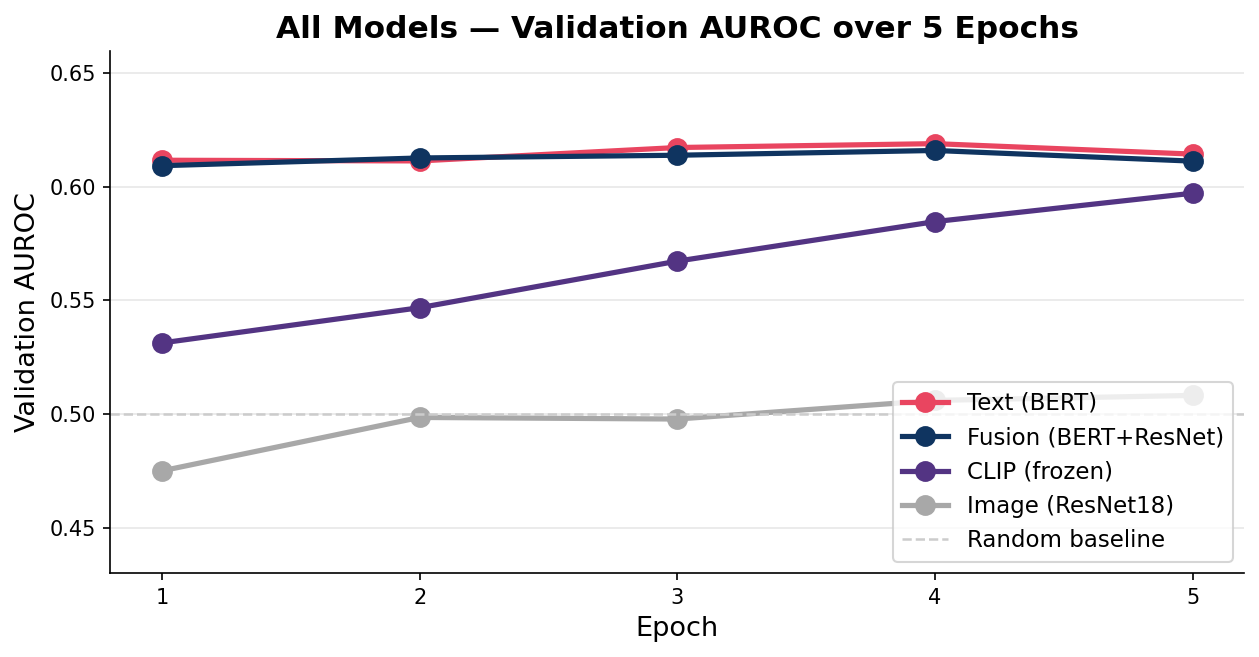 All Models — Validation AUROC over 5 Epochs
Validation AUROC
0.65
0.60
0.55
0.50
0.45
Text (BERT)
Fusion (BERT+ResNet)
CLIP (frozen)
Image (ResNet18)
Random baseline
1 2 3 4 5
Epoch